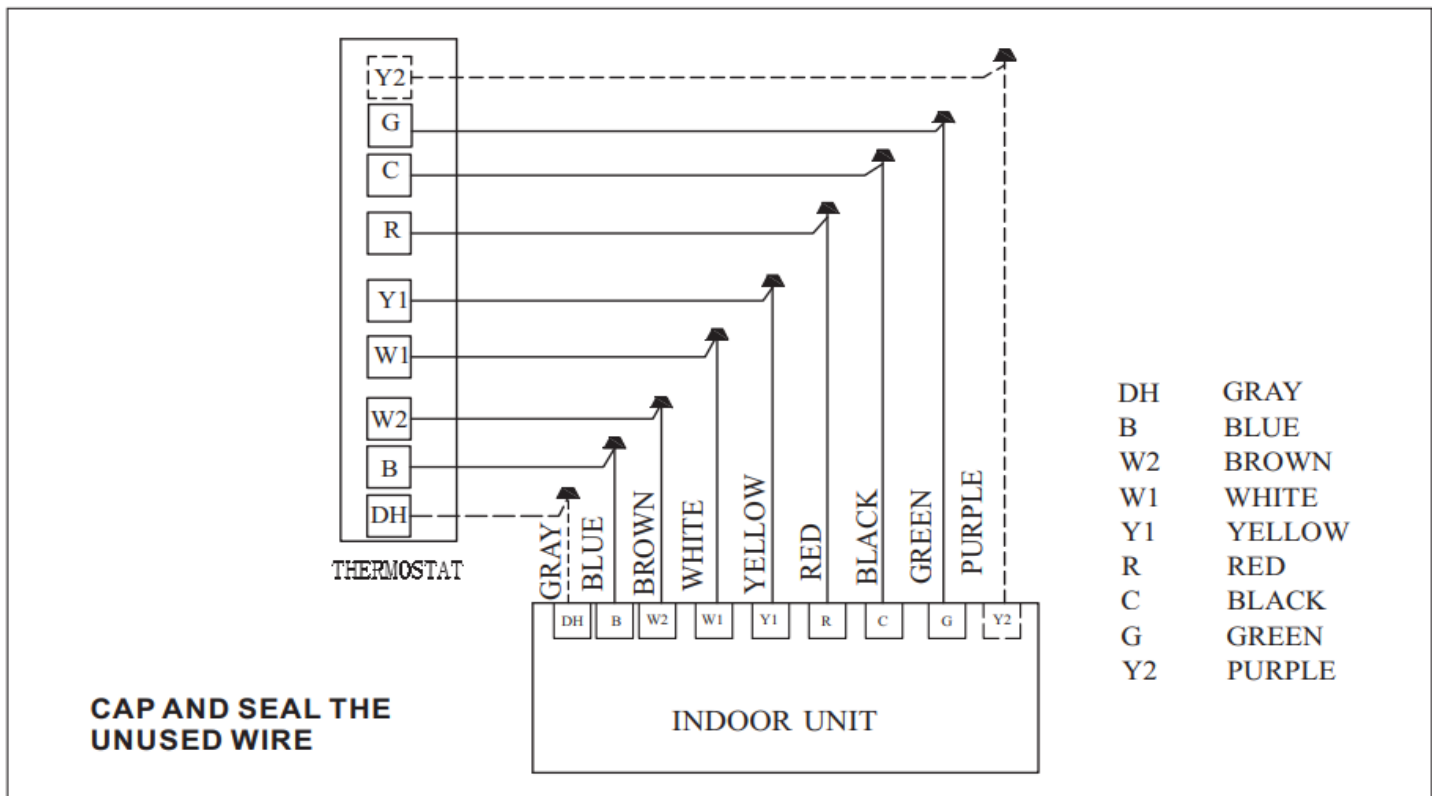 Y2
G
C
R
Y1
W1
W2
B
DH
THERMOSTAT
GRAY
BLUE
BROWN
WHITE
YELLOW
RED
BLACK
GREEN
PURPLE
DH B W2 W1 Y1 R C G Y2
INDOOR UNIT
CAP AND SEAL THE
UNUSED WIRE
DH GRAY
B BLUE
W2 BROWN
W1 WHITE
Y1 YELLOW
R RED
C BLACK
G GREEN
Y2 PURPLE